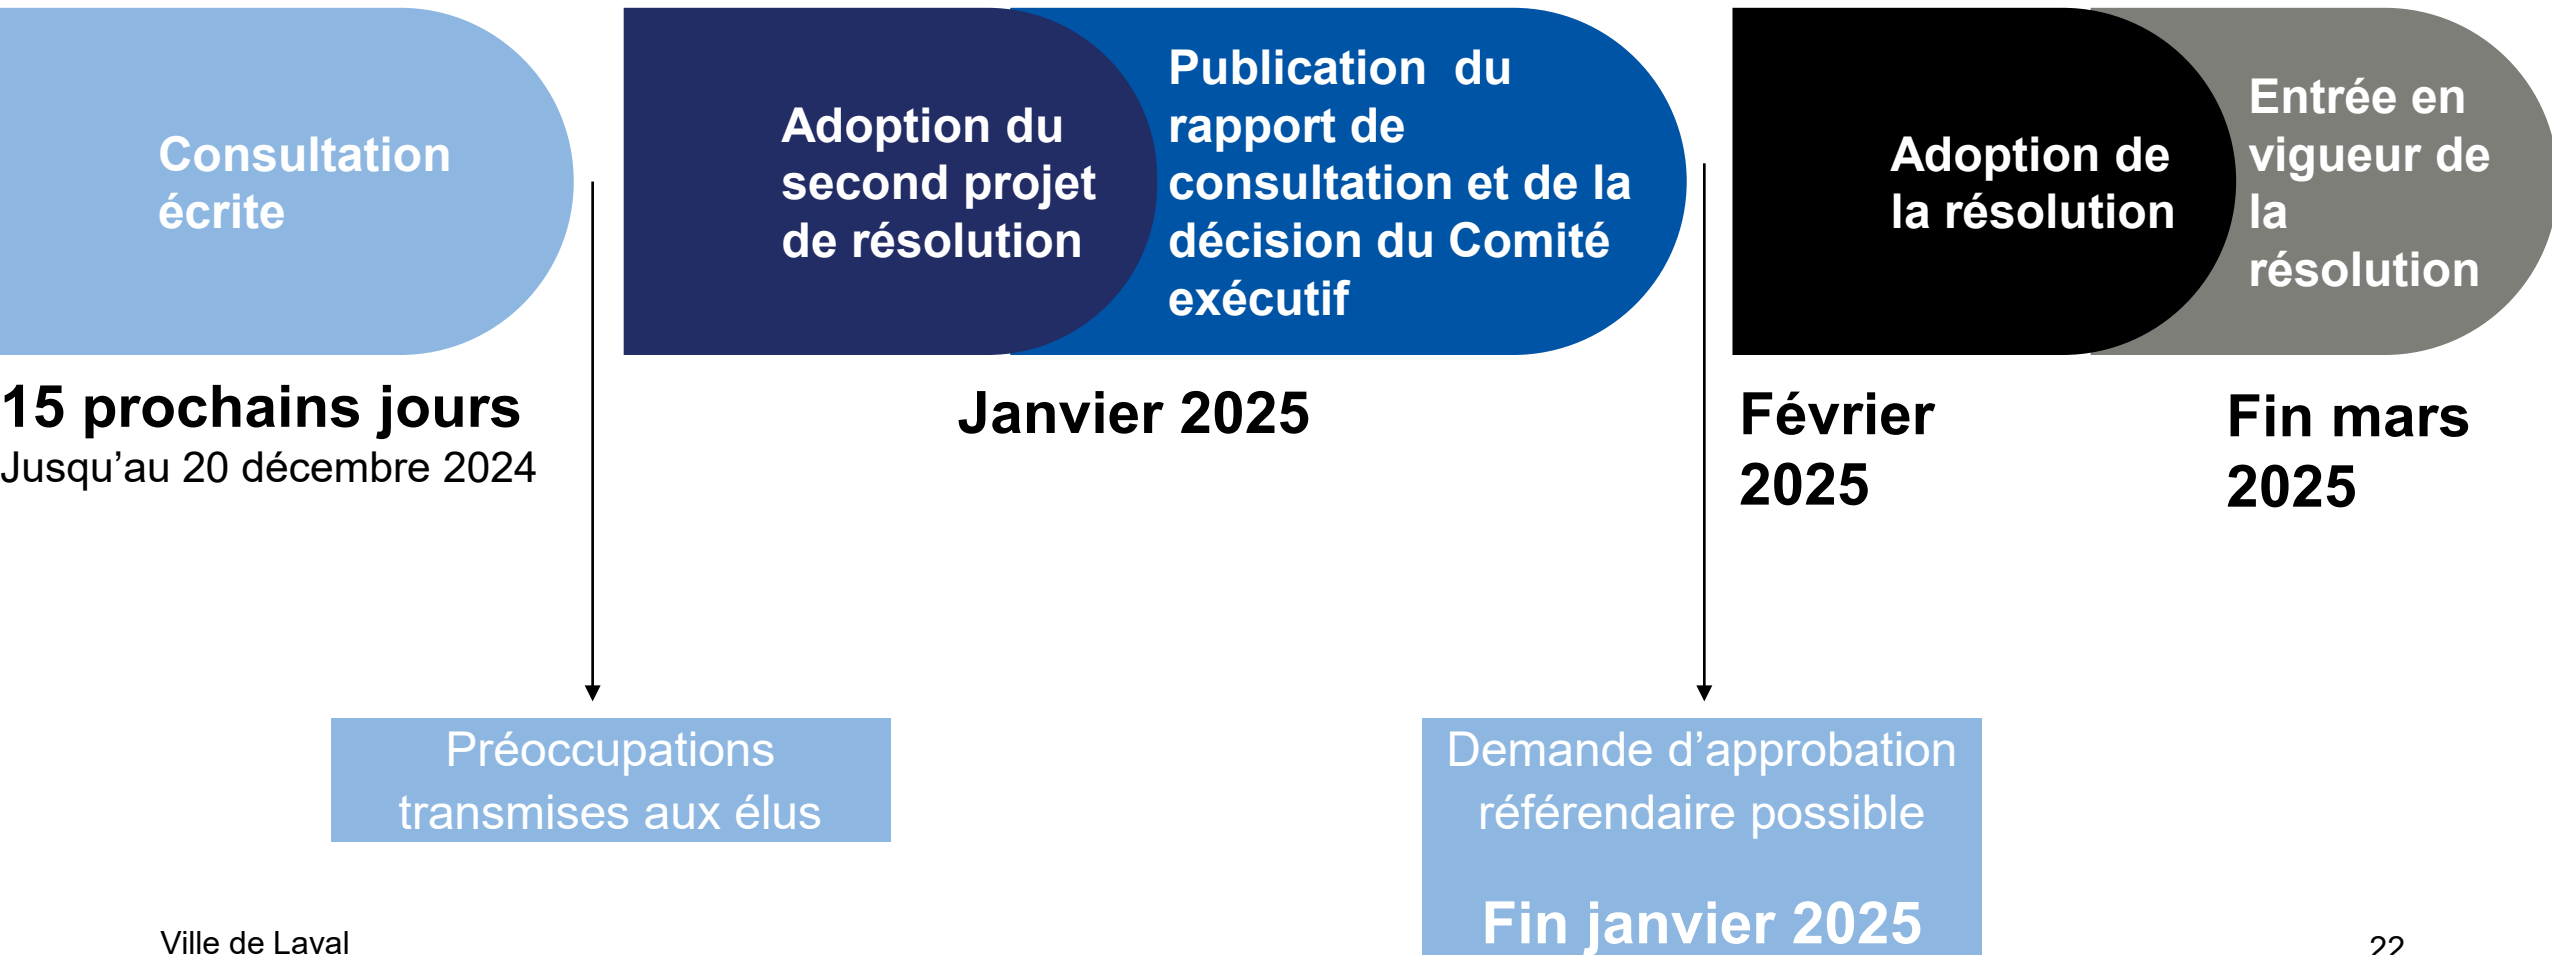 Consultation
écrite
Adoption du
second projet
de résolution
Publication  du
rapport de
consultation et de la
décision du Comité
exécutif
Adoption de
la résolution
Entrée en
vigueur de
la
résolution
15 prochains jours
Jusqu’au 20 décembre 2024
Janvier 2025
Février
2025
Fin mars
2025
Préoccupations
transmises aux élus
Demande d’approbation
référendaire possible
Fin janvier 2025
Ville de Laval
22